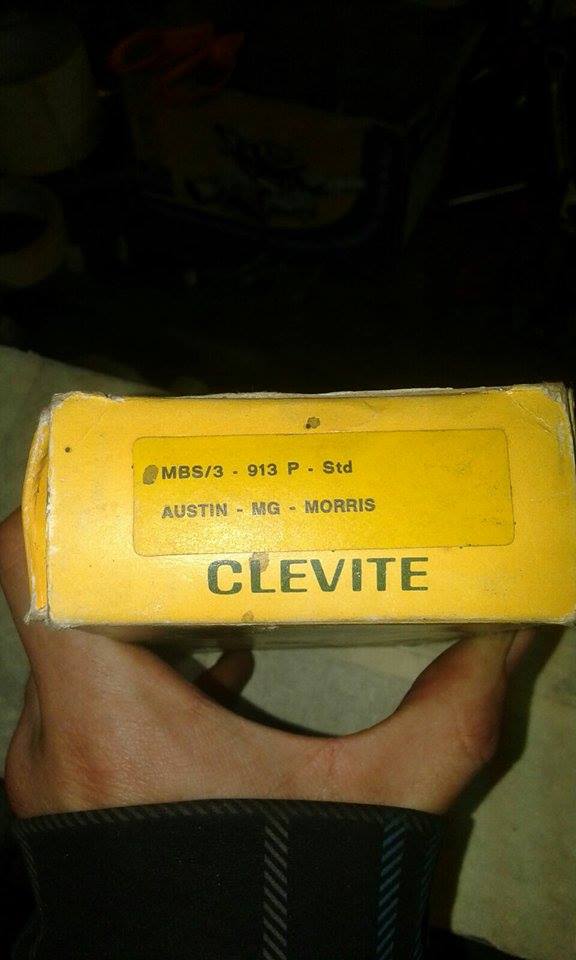 MBS/3 - 913 P - Std
AUSTIN - MG - MORRIS
CLEVITE